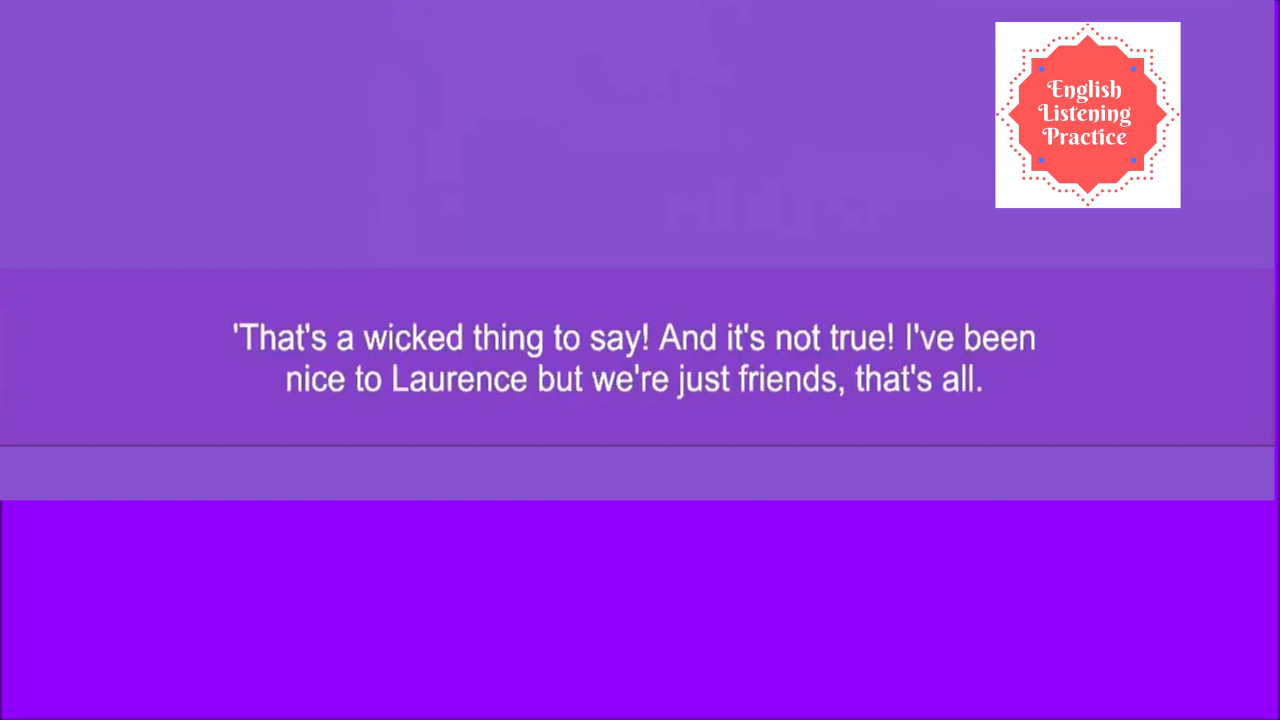 English
Listening
Practice
'That's a wicked thing to say! And it's not true! I've been
nice to Laurence but we're just friends, that's all.